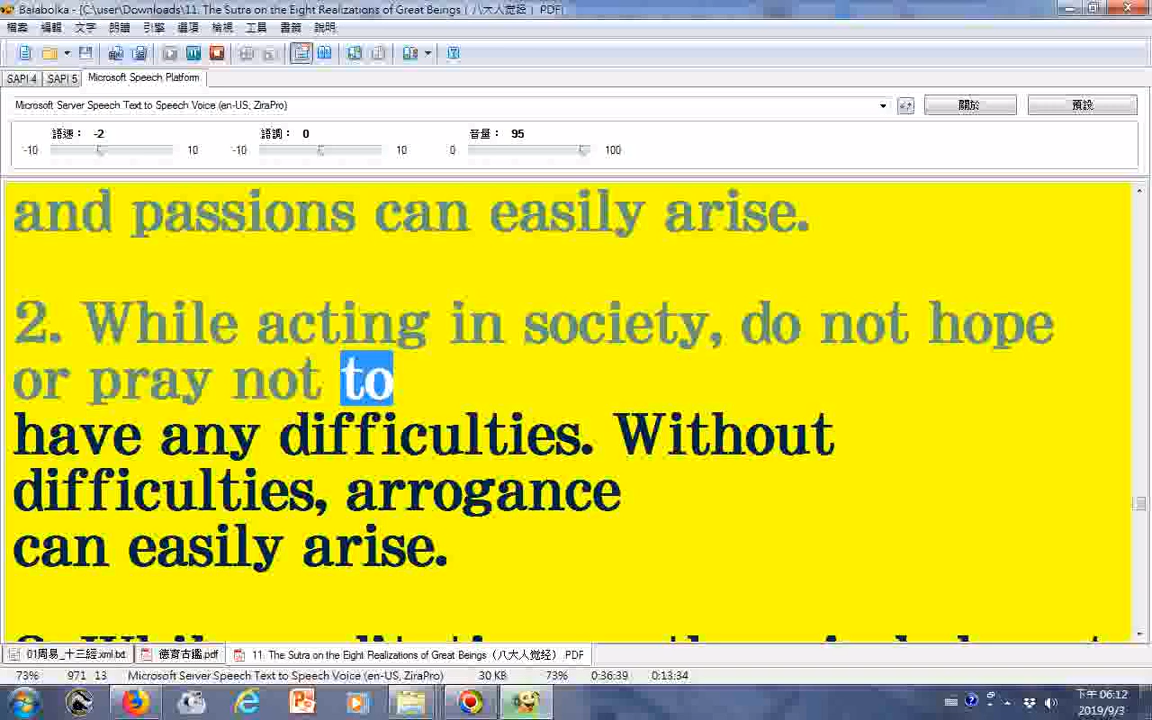 Balabolka - [C:\user\Downloads\11. The Sutra on the Eight Realizations of Great Beings (八大人觉经) PDF]
檔案 編輯 文字 朗讀 引擎 選項 檢視 工具 書籤 說明
SAPI 4 SAPI 5 Microsoft Speech Platform
Microsoft Server Speech Text to Speech Voice (en-US, ZiraPro) 關於 預設
語速: -2 語調: 0 音量: 95
-10 10 -10 10 0 100
and passions can easily arise.
2. While acting in society, do not hope
or pray not to
have any difficulties. Without
difficulties, arrogance
can easily arise.
01周易_十三經.xml.txt 德育古鑑.pdf 11. The Sutra on the Eight Realizations of Great Beings (八大人觉经) PDF
73% 971 13 Microsoft Server Speech Text to Speech Voice (en-US, ZiraPro) 30 KB 73% 0:36:39 0:13:34
下午 06:12
2019/9/3